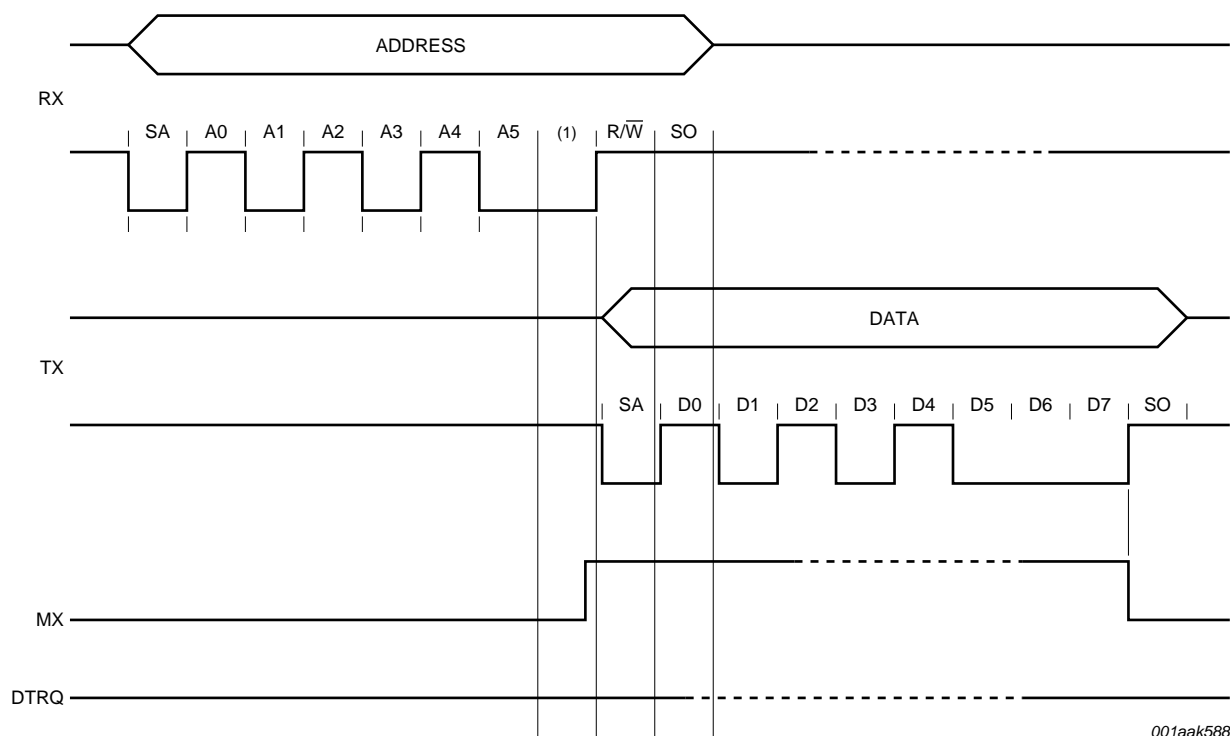 ADDRESS
RX
SA A0 A1 A2 A3 A4 A5 (1) R/W̅ SO
DATA
TX
SA D0 D1 D2 D3 D4 D5 D6 D7 SO
MX
DTRQ
001aak588